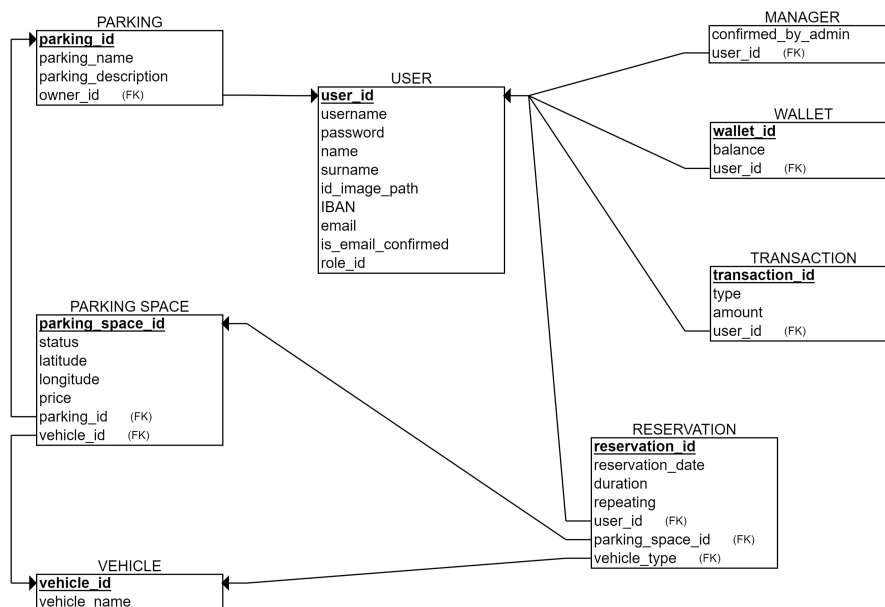 PARKING
parking_id
parking_name
parking_description
owner_id (FK)
USER
user_id
username
password
name
surname
id_image_path
IBAN
email
is_email_confirmed
role_id
MANAGER
confirmed_by_admin
user_id (FK)
WALLET
wallet_id
balance
user_id (FK)
TRANSACTION
transaction_id
type
amount
user_id (FK)
PARKING SPACE
parking_space_id
status
latitude
longitude
price
parking_id (FK)
vehicle_id (FK)
RESERVATION
reservation_id
reservation_date
duration
repeating
user_id (FK)
parking_space_id (FK)
vehicle_type (FK)
VEHICLE
vehicle_id
vehicle_name